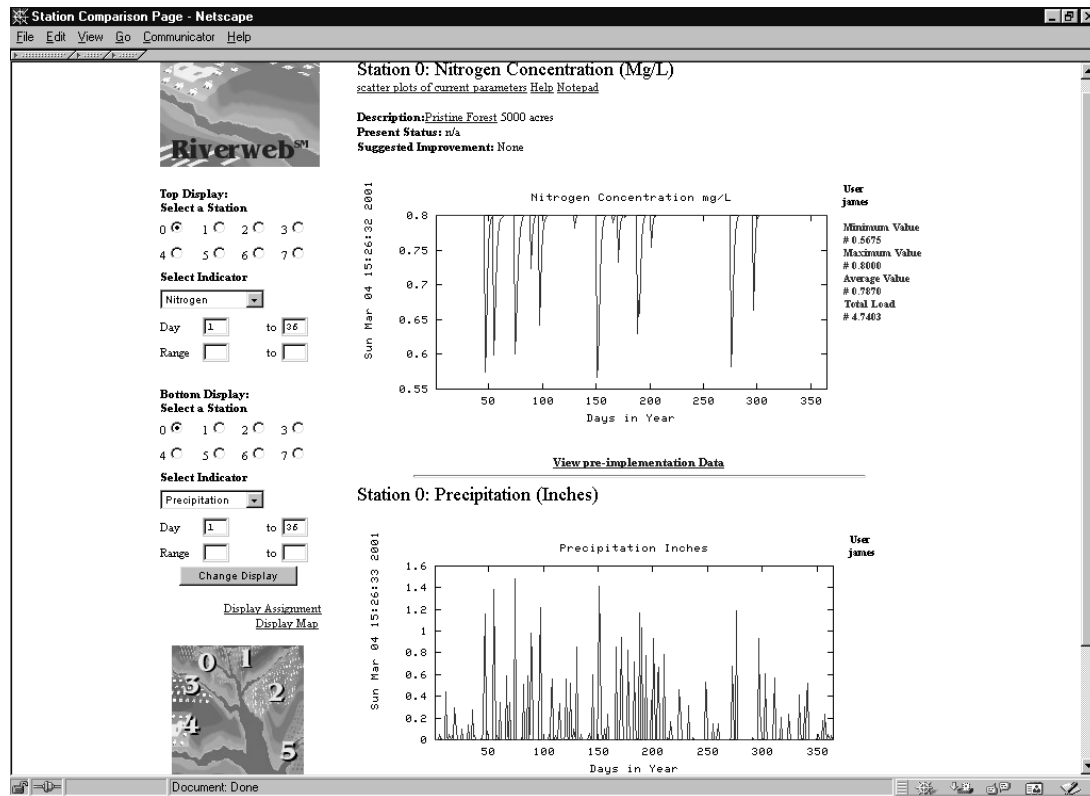 Station Comparison Page - Netscape
File Edit View Go Communicator Help
Riverweb SM
Top Display:
Select a Station
0 1 2 3
4 5 6 7
Select Indicator
Nitrogen
Day 1 to 36
Range to
Bottom Display:
Select a Station
0 1 2 3
4 5 6 7
Select Indicator
Precipitation
Day 1 to 36
Range to
Change Display
Display Assignment
Display Map
0 1
3 2
4
5
Station 0: Nitrogen Concentration (Mg/L)
scatter plots of current parameters Help Notepad
Description:Pristine Forest 5000 acres
Present Status: n/a
Suggested Improvement: None
Sun Mar 04 15:26:32 2001
Nitrogen Concentration mg/L
0.8
0.75
0.7
0.65
0.6
0.55
50 100 150 200 250 300 350
Days in Year
User
james
Minimum Value
# 0.5675
Maximum Value
# 0.8000
Average Value
# 0.7870
Total Load
# 4.7403
View pre-implementation Data
Station 0: Precipitation (Inches)
Sun Mar 04 15:26:33 2001
Precipitation Inches
1.6
1.4
1.2
1
0.8
0.6
0.4
0.2
0
50 100 150 200 250 300 350
Days in Year
User
james
Document: Done